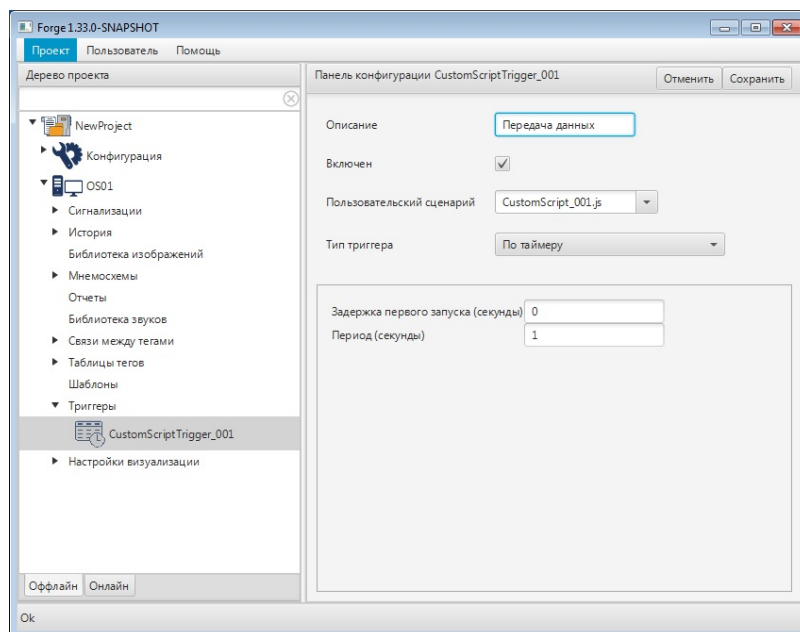 Forge 1.33.0-SNAPSHOT
Проект Пользователь Помощь
Дерево проекта
Панель конфигурации CustomScriptTrigger_001
Отменить Сохранить
NewProject
Конфигурация
OS01
Сигнализации
История
Библиотека изображений
Мнемосхемы
Отчеты
Библиотека звуков
Связи между тегами
Таблицы тегов
Шаблоны
Триггеры
CustomScriptTrigger_001
Настройки визуализации
Оффлайн Онлайн
Описание Передача данных
Включен
Пользовательский сценарий CustomScript_001.js
Тип триггера По таймеру
Задержка первого запуска (секунды) 0
Период (секунды) 1
Ok